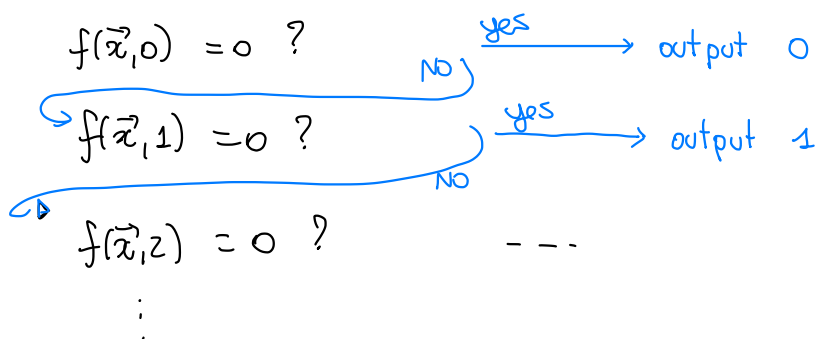 f(x⃗,0) = 0 ? yes → output 0
NO
f(x⃗,1) = 0 ? yes → output 1
NO
f(x⃗,2) = 0 ? - - -
⋮